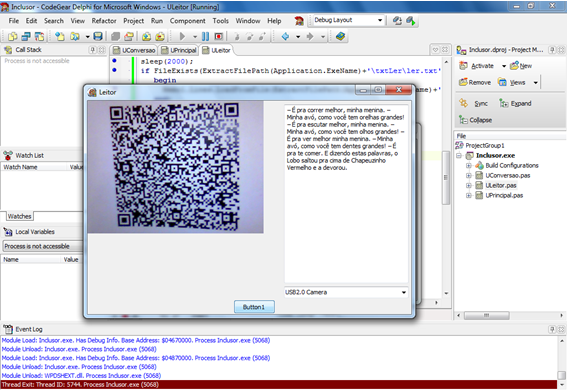 Inclusor - CodeGear Delphi for Microsoft Windows - ULeitor [Running]
File Edit Search View Refactor Project Run Component Tools Window Help
Debug Layout
Call Stack
Process is not accessible
UConversao UPrincipal ULeitor
sleep(2000);
if FileExists(ExtractFilePath(Application.ExeName)+'\txtLer\ler.txt'
begin
Leitor
– É pra correr melhor, minha menina. –
Minha avó, como você tem orelhas grandes!
– É pra escutar melhor, minha menina. –
Minha avó, como você tem olhos grandes! –
É pra ver melhor minha menina. – Minha
avó, como você tem dentes grandes! – É
pra te comer. E dizendo estas palavras, o
Lobo saltou pra cima de Chapeuzinho
Vermelho e a devorou.
USB2.0 Camera
Button1
Watch List
Watch Name Value
Watches
Local Variables
Process is not accessible
Name Value
Inclusor.dproj - Project M...
Activate New
Remove Views
Sync Expand
Collapse
File
ProjectGroup1
Inclusor.exe
Build Configurations
UConversao.pas
ULeitor.pas
UPrincipal.pas
Event Log
Module Load: Inclusor.exe. Has Debug Info. Base Address: $04670000. Process Inclusor.exe (5068)
Module Unload: Inclusor.exe. Process Inclusor.exe (5068)
Module Load: Inclusor.exe. Has Debug Info. Base Address: $04870000. Process Inclusor.exe (5068)
Module Unload: Inclusor.exe. Process Inclusor.exe (5068)
Module Unload: WPDSHEXT.dll. Process Inclusor.exe (5068)
Thread Exit: Thread ID: 5744. Process Inclusor.exe (5068)